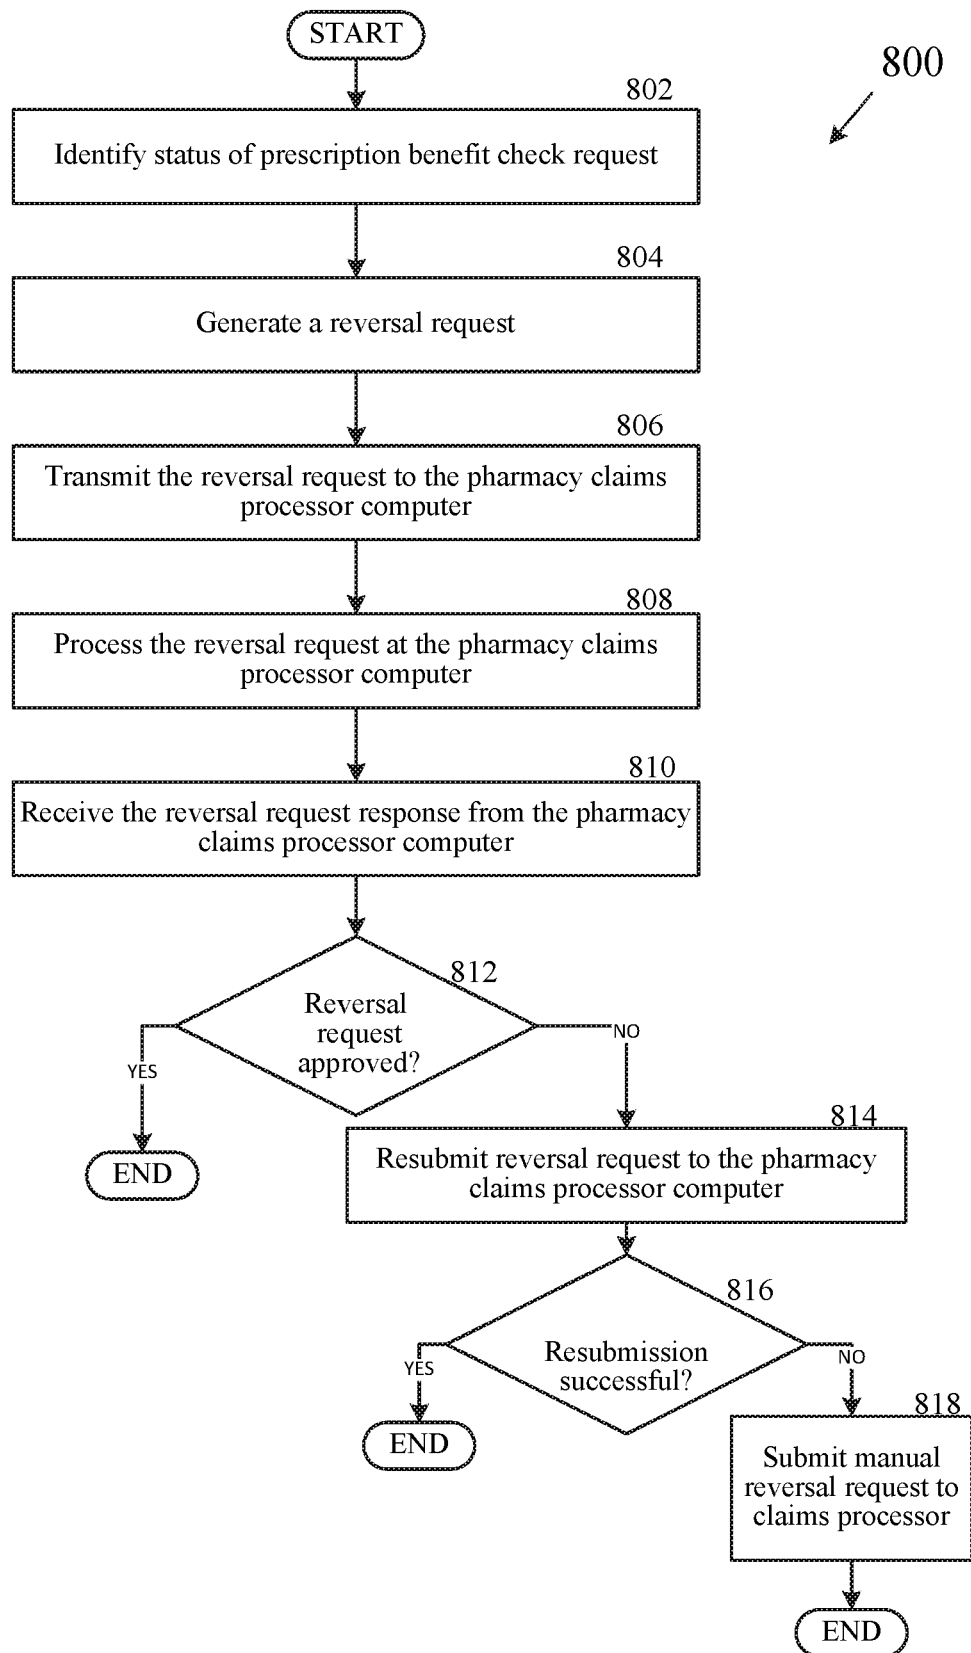 START
800
802
Identify status of prescription benefit check request
804
Generate a reversal request
806
Transmit the reversal request to the pharmacy claims
processor computer
808
Process the reversal request at the pharmacy claims
processor computer
810
Receive the reversal request response from the pharmacy
claims processor computer
812
Reversal
request
approved?
YES
NO
END
814
Resubmit reversal request to the pharmacy
claims processor computer
816
Resubmission
successful?
YES
NO
END
818
Submit manual
reversal request to
claims processor
END